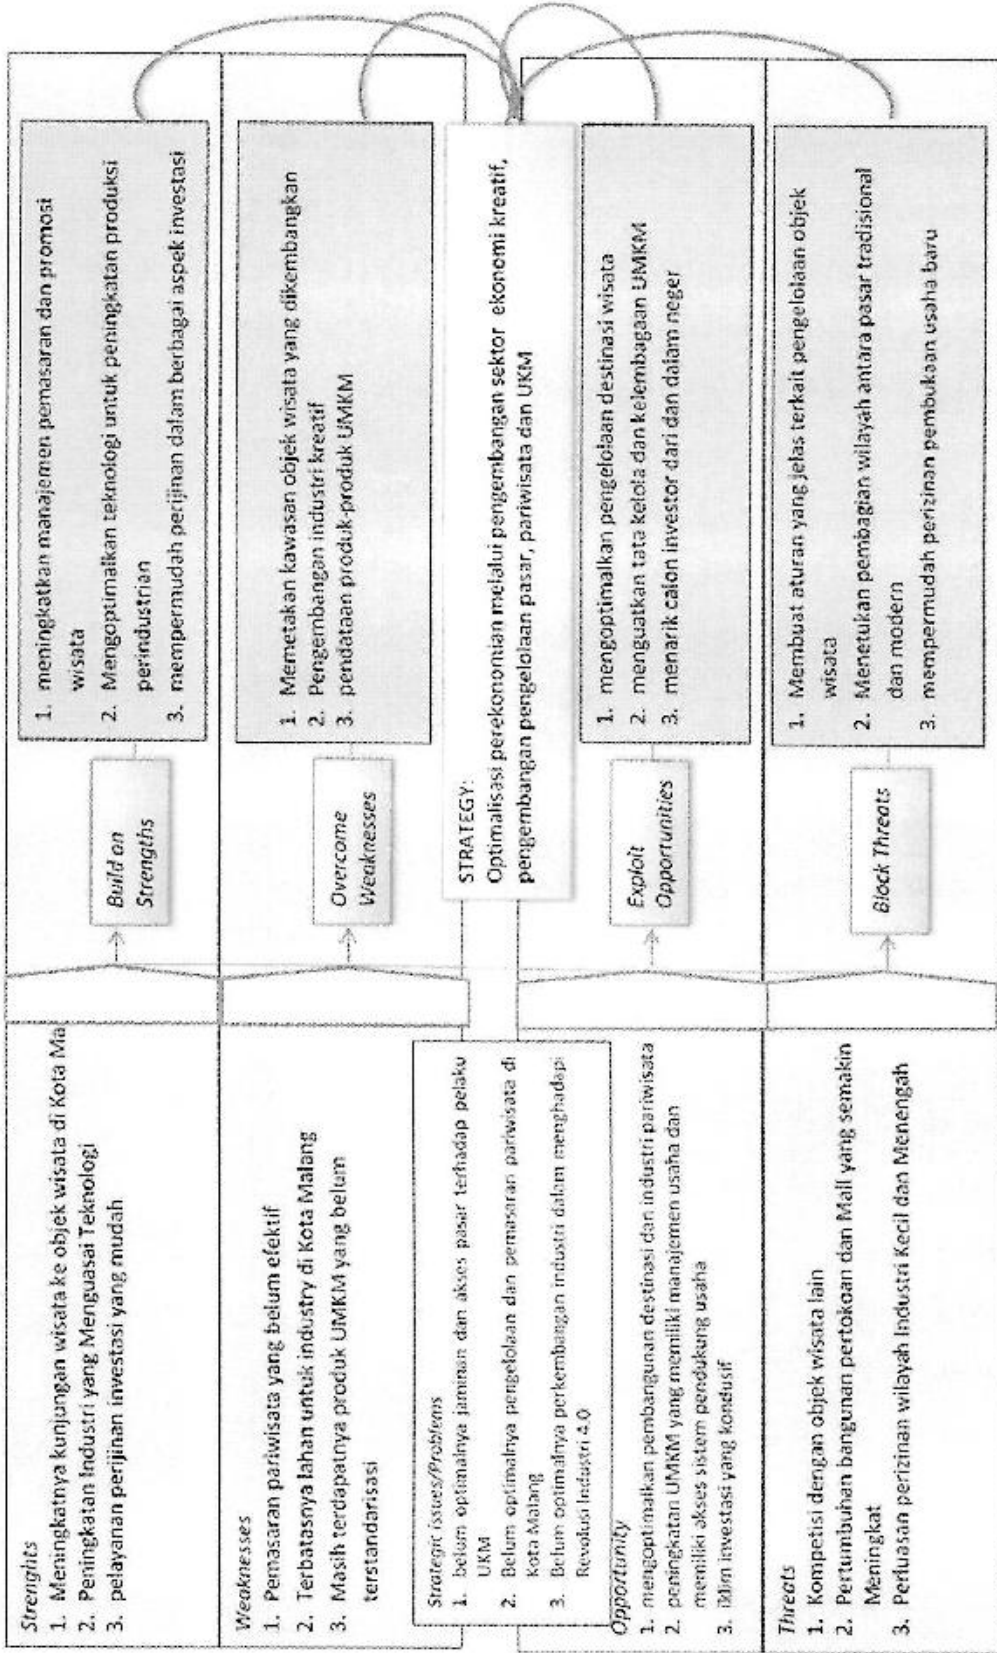 Strenghts
1. Meningkatnya kunjungan wisata ke objek wisata di Kota Ma
2. Peningkatan Industri yang Menguasai Teknologi
3. pelayanan perijinan investasi yang mudah
Build on
Strengths
1. meningkatkan manajemen pemasaran dan promosi
wisata
2. Mengoptimalkan teknologi untuk peningkatan produksi
perindustrian
3. mempermudah perijinan dalam berbagai aspek investasi
Weaknesses
1. Pemasaran pariwisata yang belum efektif
2. Terbatasnya lahan untuk industry di Kota Malang
3. Masih terdapatnya produk UMKM yang belum
terstandarisasi
Overcome
Weaknesses
1. Memetakan kawasan objek wisata yang dikembangkan
2. Pengembangan industri kreatif
3. pendataan produk-produk UMKM
Strategic issues/Problems
1. belum optimalnya jaminan dan akses pasar terhadap pelaku
UKM
2. Belum optimalnya pengelolaan dan pemasaran pariwisata di
Kota Malang
3. Belum optimalnya perkembangan industri dalam menghadapi
Revolusi Industri 4.0
STRATEGY:
Optimalisasi perekonomian melalui pengembangan sektor ekonomi kreatif,
pengembangan pengelolaan pasar, pariwisata dan UKM
Opportunity
1. mengoptimalkan pembangunan destinasi dan industri pariwisata
2. peningkatan UMKM yang memiliki manajemen usaha dan
memiliki akses sistem pendukung usaha
3. iklim investasi yang kondusif
Exploit
Opportunities
1. mengoptimalkan pengelolaan destinasi wisata
2. menguatkan tata kelola dan kelembagaan UMKM
3. menarik calon investor dari dan dalam neger
Threats
1. Kompetisi dengan objek wisata lain
2. Pertumbuhan bangunan pertokoan dan Mall yang semakin
Meningkat
3. Perluasan perizinan wilayah Industri Kecil dan Menengah
Block Threats
1. Membuat aturan yang jelas terkait pengelolaan objek
wisata
2. Menetukan pembagian wilayah antara pasar tradisional
dan modern
3. mempermudah perizinan pembukaan usaha baru